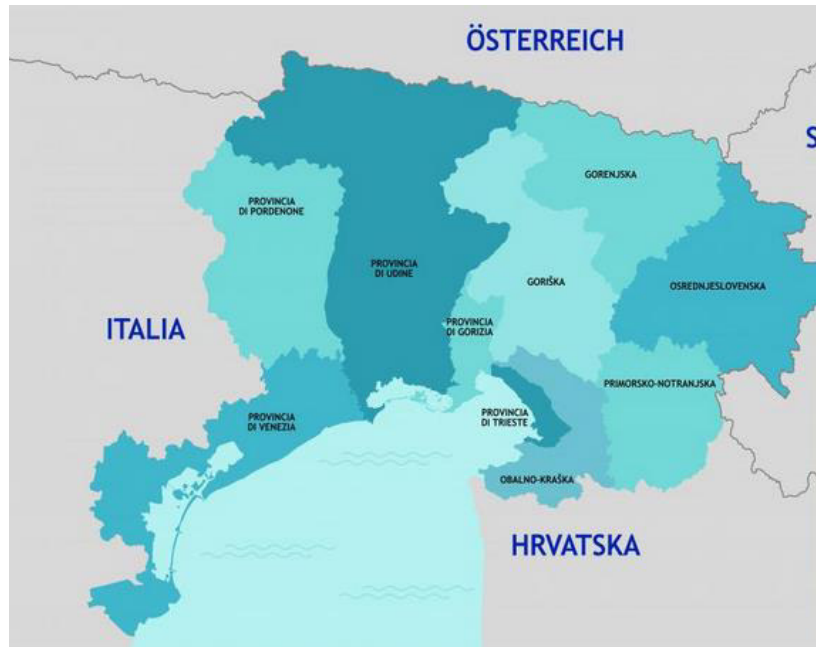 ÖSTERREICH
S
GORENJSKA
PROVINCIA
DI PORDENONE
PROVINCIA
DI UDINE
GORIŠKA
OSREDNJESLOVENSKA
ITALIA
PROVINCIA
DI GORIZIA
PRIMORSKO-NOTRANJSKA
PROVINCIA
DI VENEZIA
PROVINCIA
DI TRIESTE
OBALNO-KRAŠKA
HRVATSKA